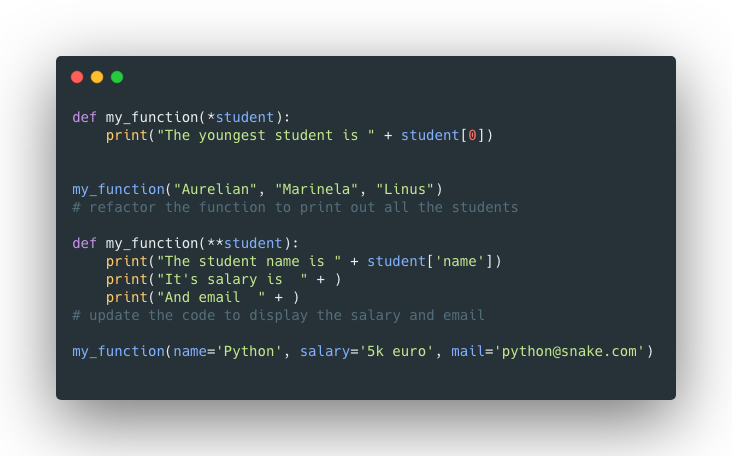 def my_function(*student):
    print("The youngest student is " + student[0])
my_function("Aurelian", "Marinela", "Linus")
# refactor the function to print out all the students
def my_function(**student):
    print("The student name is " + student['name'])
    print("It's salary is  " + )
    print("And email  " + )
# update the code to display the salary and email
my_function(name='Python', salary='5k euro', mail='python@snake.com')